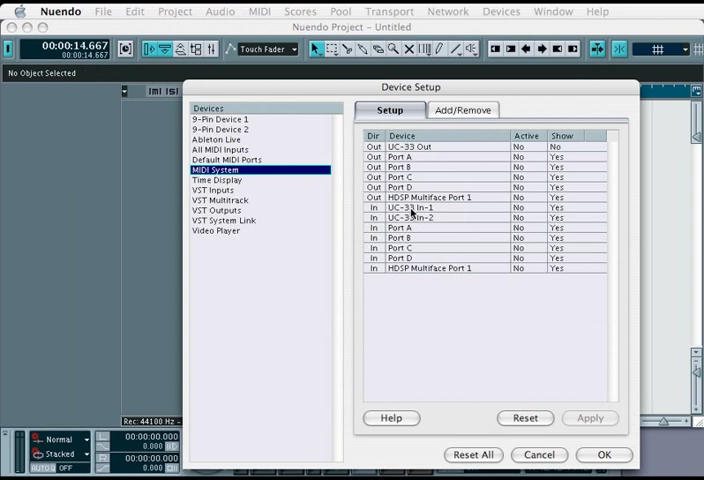 Nuendo File Edit Project Audio MIDI Scores Pool Transport Network Devices Window Help
Nuendo Project – Untitled
00:00:14.667
00:00:14.667
Touch Fader
No Object Selected
Device Setup
Devices
9-Pin Device 1
9-Pin Device 2
Ableton Live
All MIDI Inputs
Default MIDI Ports
MIDI System
Time Display
VST Inputs
VST Multitrack
VST Outputs
VST System Link
Video Player
Setup Add/Remove
Dir Device Active Show
Out UC-33 Out No No
Out Port A No Yes
Out Port B No Yes
Out Port C No Yes
Out Port D No Yes
Out HDSP Multiface Port 1 No Yes
In UC-33 In-1 No Yes
In UC-33 In-2 No Yes
In Port A No Yes
In Port B No Yes
In Port C No Yes
In Port D No Yes
In HDSP Multiface Port 1 No Yes
Help Reset Apply
Reset All Cancel OK
Rec: 44100 Hz -
Normal
Stacked
AUTO Q OFF
L 00:00:00.000
0.000
R 00:00:00.000
0.000